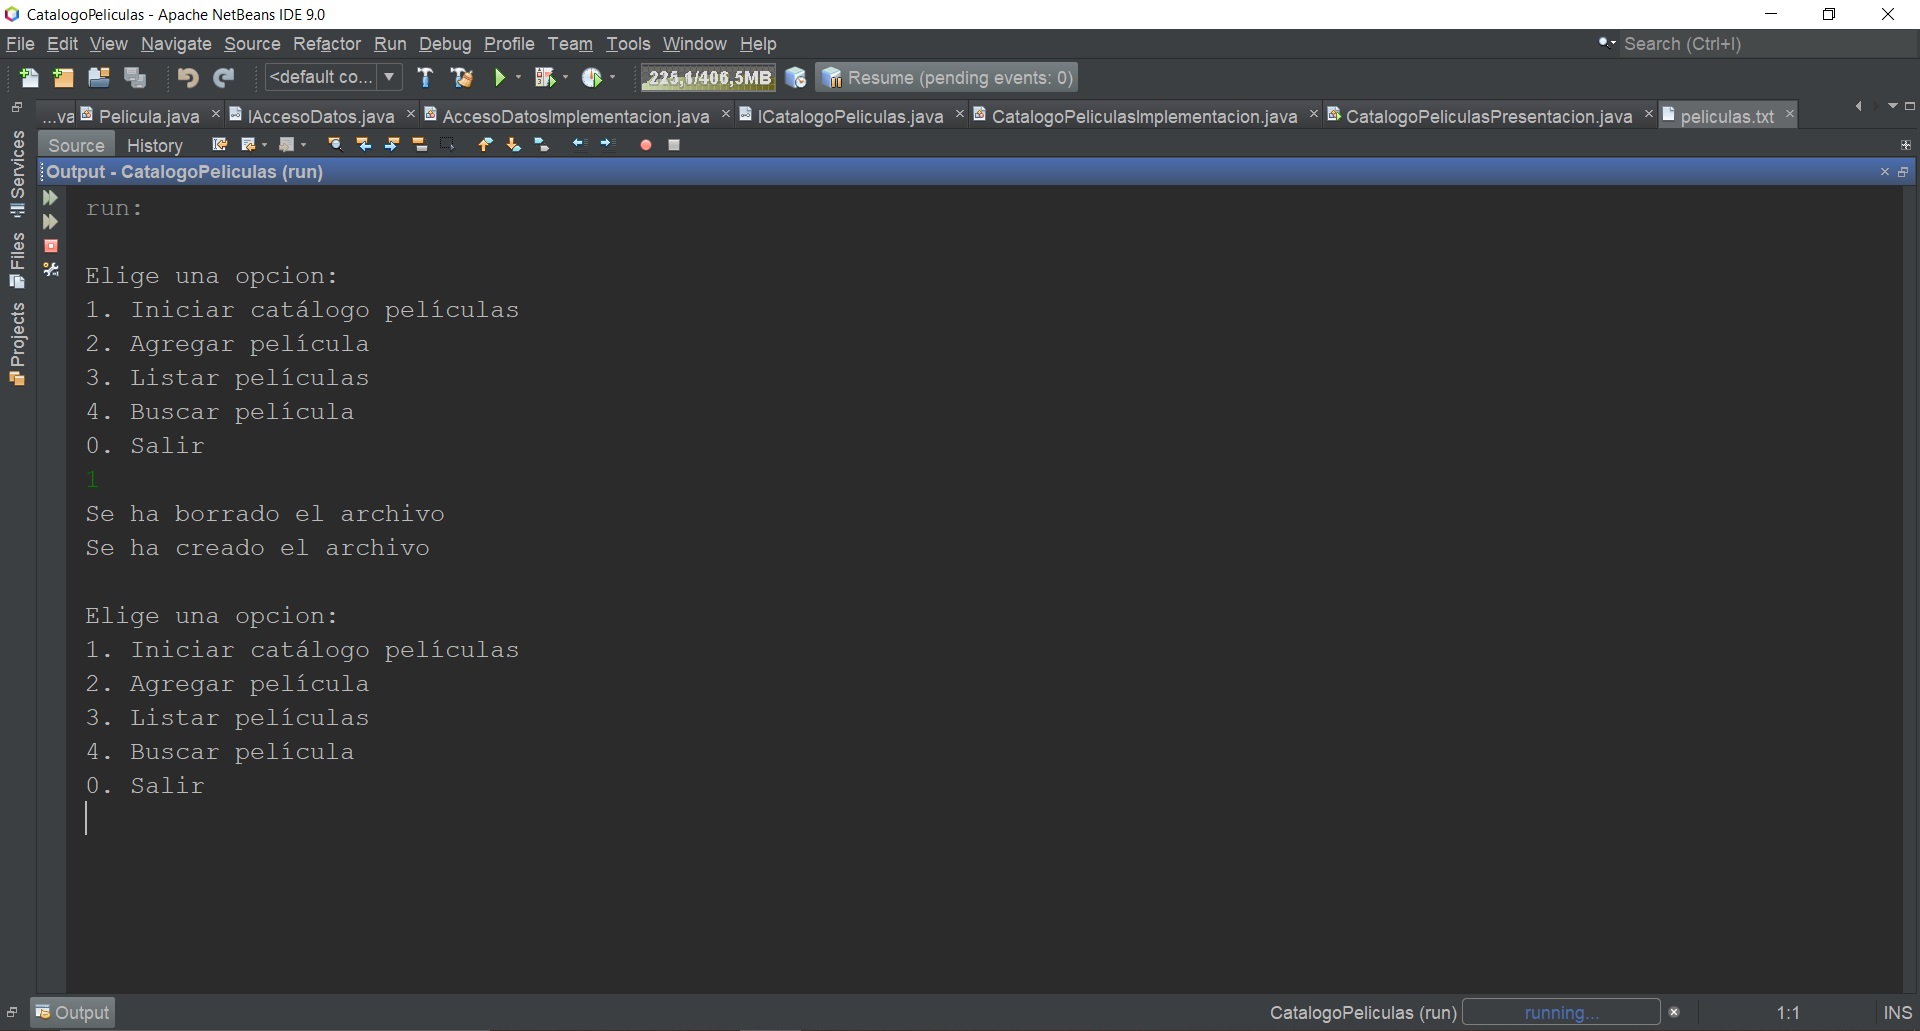 CatalogoPeliculas - Apache NetBeans IDE 9.0
File Edit View Navigate Source Refactor Run Debug Profile Team Tools Window Help
Search (Ctrl+I)
<default co...
225,1/406,5MB
Resume (pending events: 0)
...va Pelicula.java IAccesoDatos.java AccesoDatosImplementacion.java ICatalogoPeliculas.java CatalogoPeliculasImplementacion.java CatalogoPeliculasPresentacion.java peliculas.txt
Source History
Output - CatalogoPeliculas (run)
Services
Files
Projects
run:
Elige una opcion:
1. Iniciar catálogo películas
2. Agregar película
3. Listar películas
4. Buscar película
0. Salir
1
Se ha borrado el archivo
Se ha creado el archivo
Elige una opcion:
1. Iniciar catálogo películas
2. Agregar película
3. Listar películas
4. Buscar película
0. Salir
Output
CatalogoPeliculas (run) running... 1:1 INS